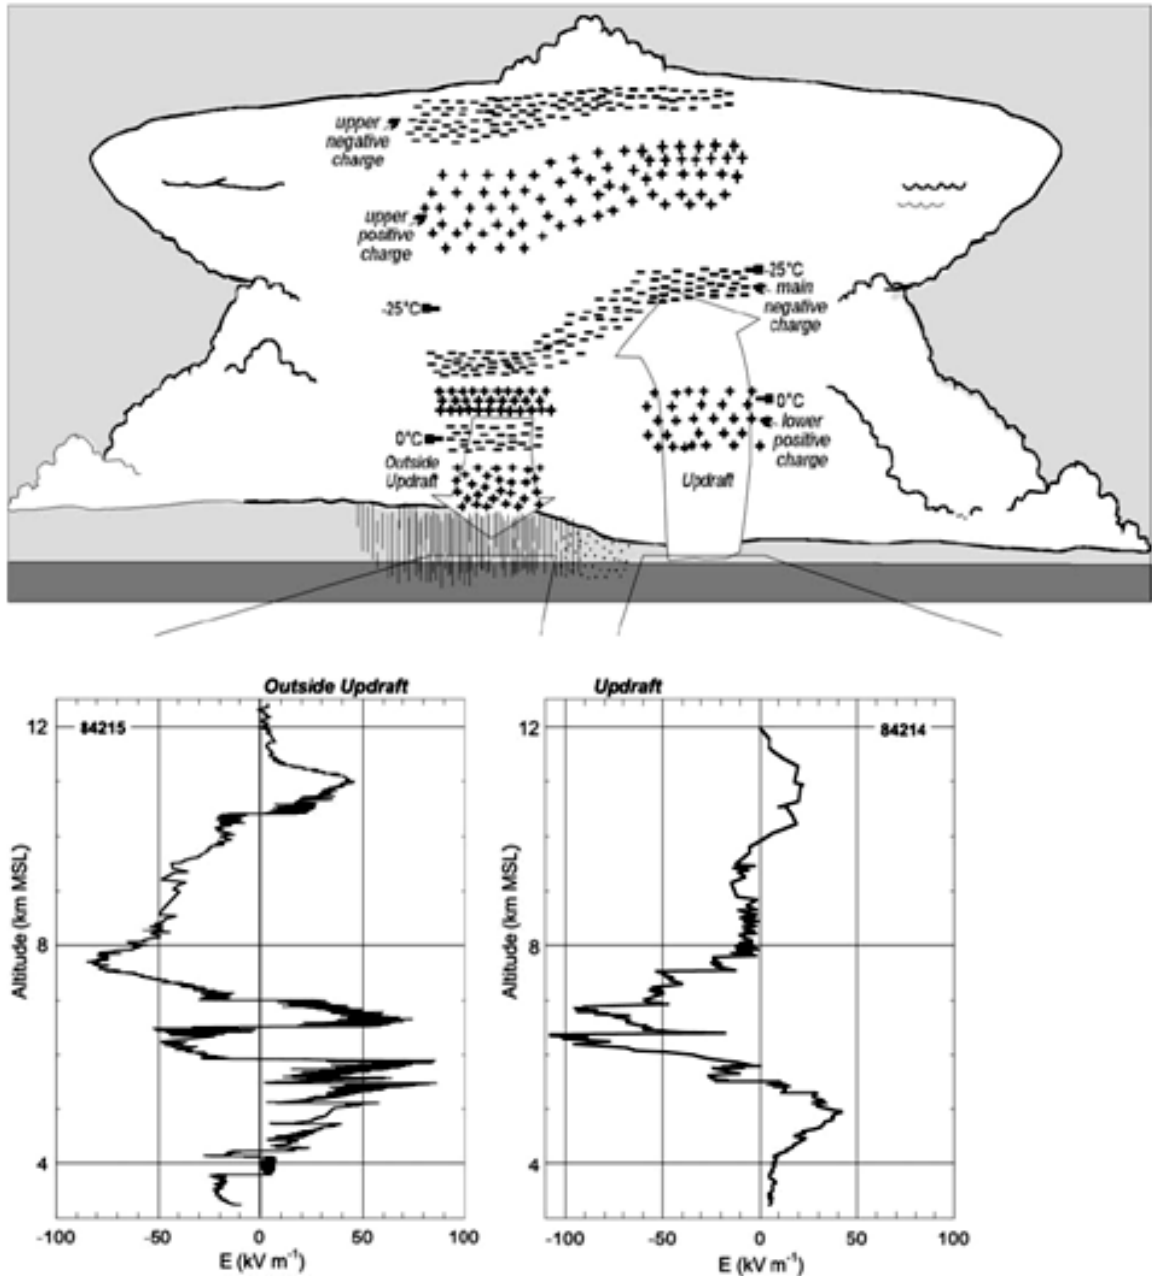 upper
negative
charge
upper
positive
charge
-25°C
-25°C
main
negative
charge
0°C
lower
positive
charge
0°C
Outside
Updraft
Updraft
Outside Updraft
84215
12
8
4
Altitude (km MSL)
-100
-50
0
50
100
E (kV m⁻¹)
Updraft
84214
12
8
4
Altitude (km MSL)
-100
-50
0
50
100
E (kV m⁻¹)